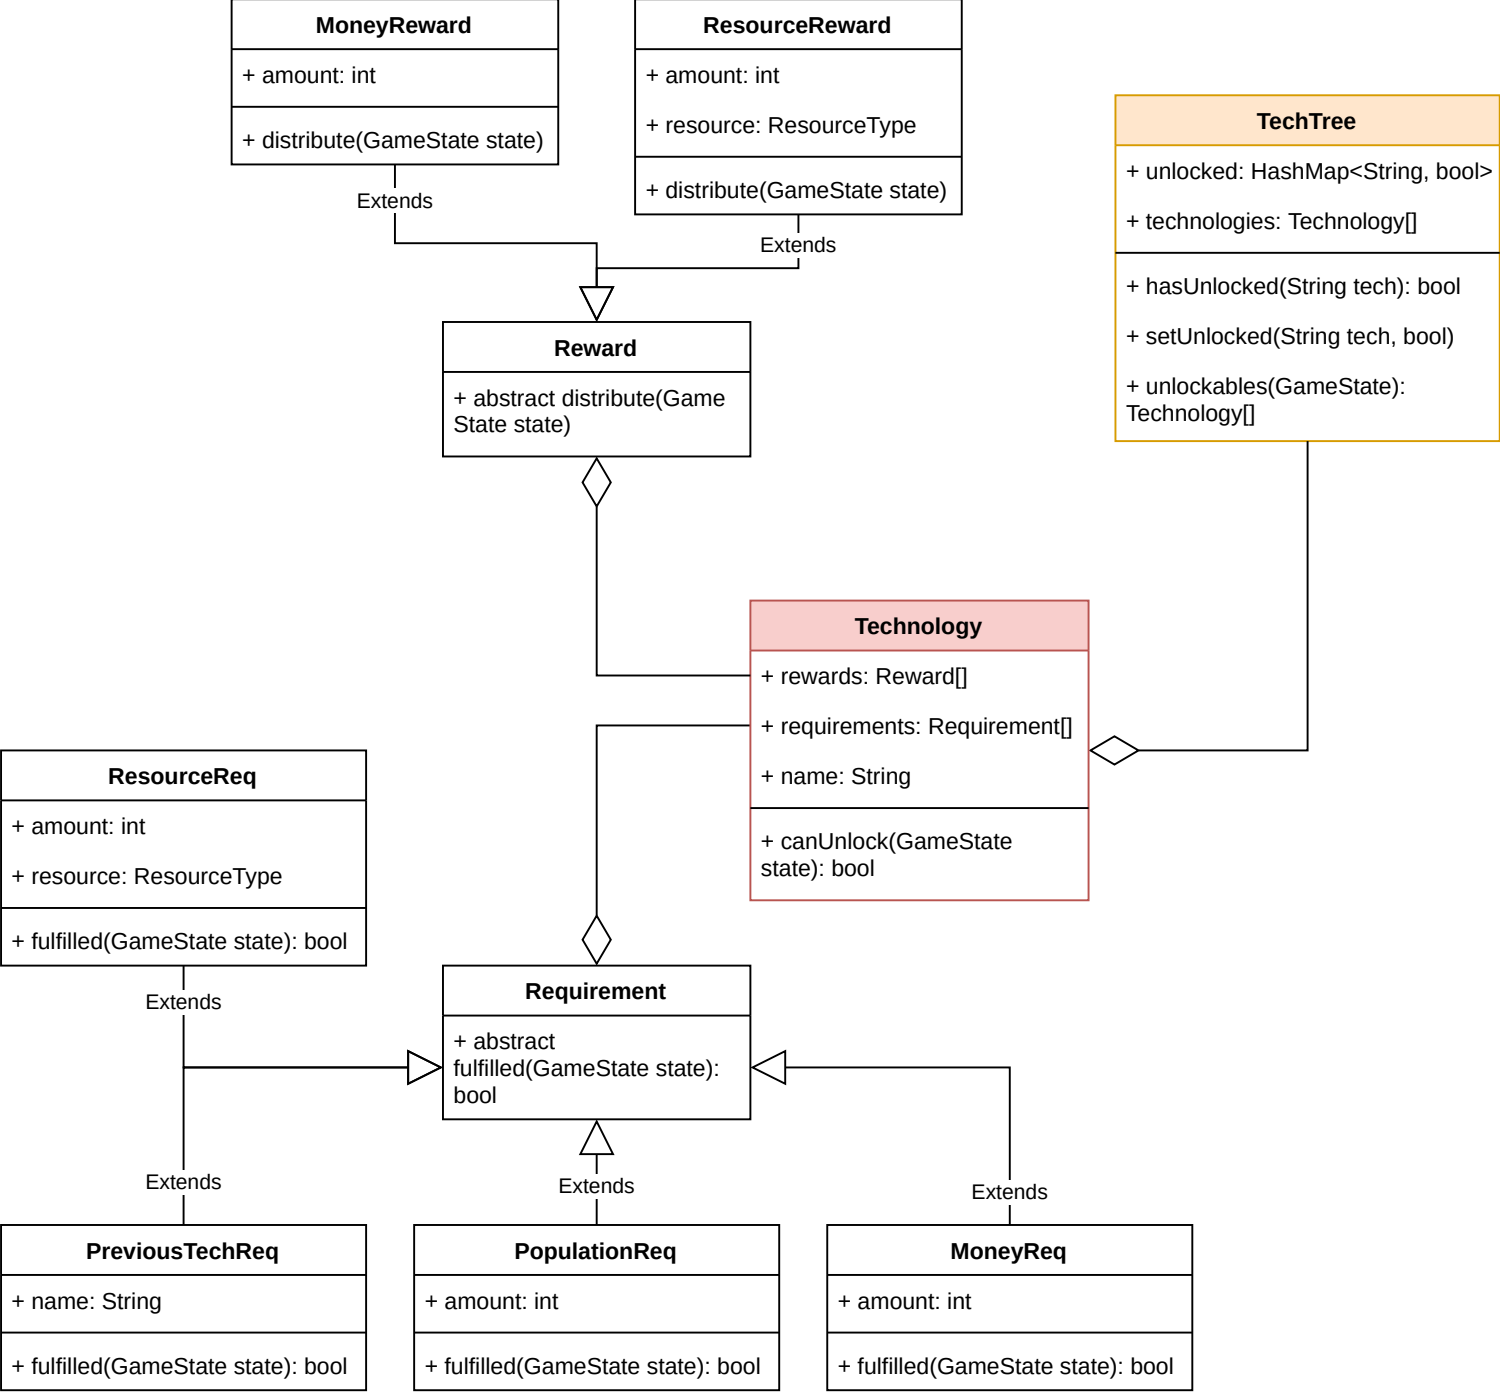 MoneyReward
+ amount: int
+ distribute(GameState state)
Extends
ResourceReward
+ amount: int
+ resource: ResourceType
+ distribute(GameState state)
Extends
TechTree
+ unlocked: HashMap<String, bool>
+ technologies: Technology[]
+ hasUnlocked(String tech): bool
+ setUnlocked(String tech, bool)
+ unlockables(GameState):
Technology[]
Reward
+ abstract distribute(Game
State state)
Technology
+ rewards: Reward[]
+ requirements: Requirement[]
+ name: String
+ canUnlock(GameState
state): bool
ResourceReq
+ amount: int
+ resource: ResourceType
+ fulfilled(GameState state): bool
Extends
Requirement
+ abstract
fulfilled(GameState state):
bool
Extends
PreviousTechReq
+ name: String
+ fulfilled(GameState state): bool
Extends
PopulationReq
+ amount: int
+ fulfilled(GameState state): bool
Extends
MoneyReq
+ amount: int
+ fulfilled(GameState state): bool